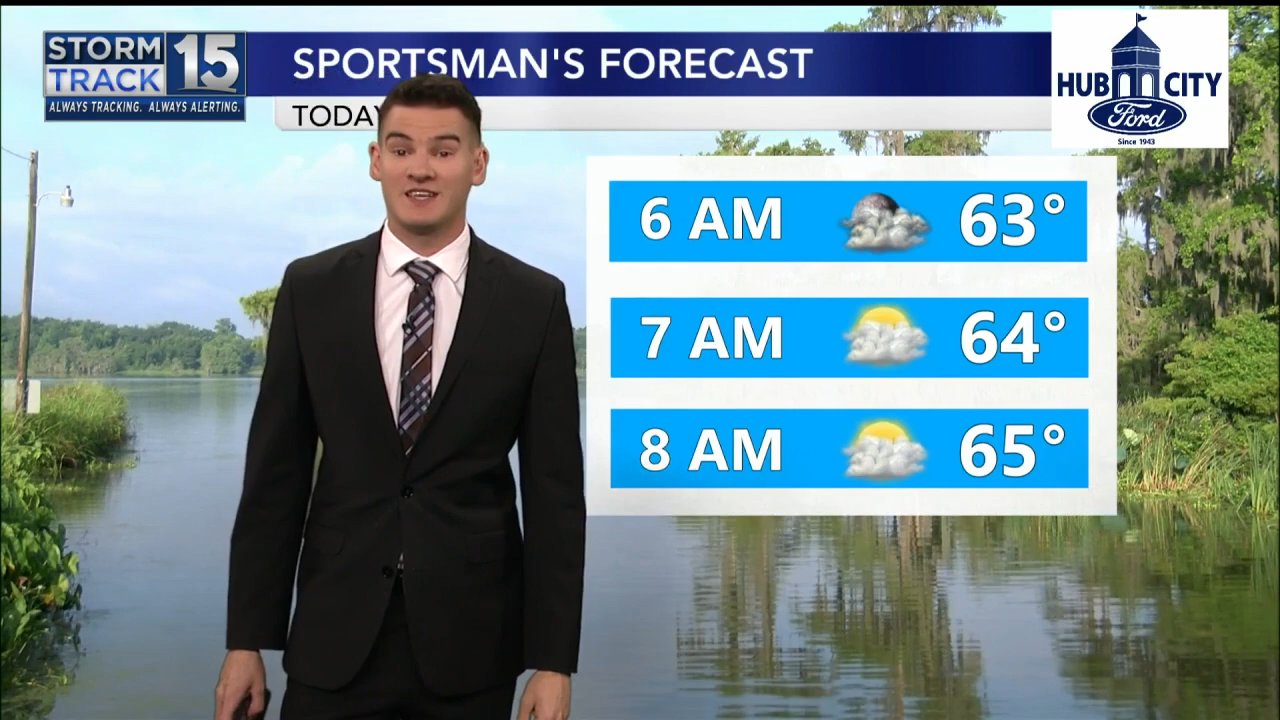 STORM
TRACK
15
ALWAYS TRACKING. ALWAYS ALERTING.
SPORTSMAN'S FORECAST
TODAY
HUB CITY
Ford
Since 1943
6 AM 63°
7 AM 64°
8 AM 65°